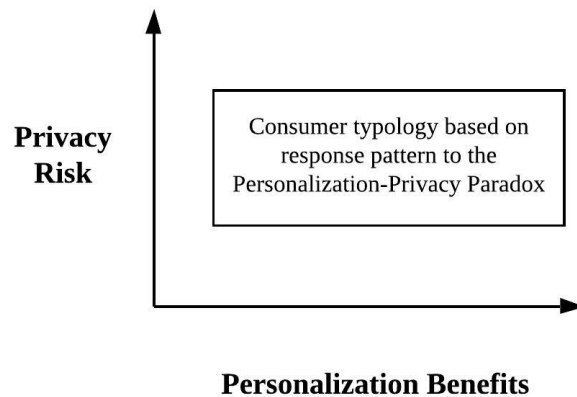 Privacy
Risk
Consumer typology based on
response pattern to the
Personalization-Privacy Paradox
Personalization Benefits